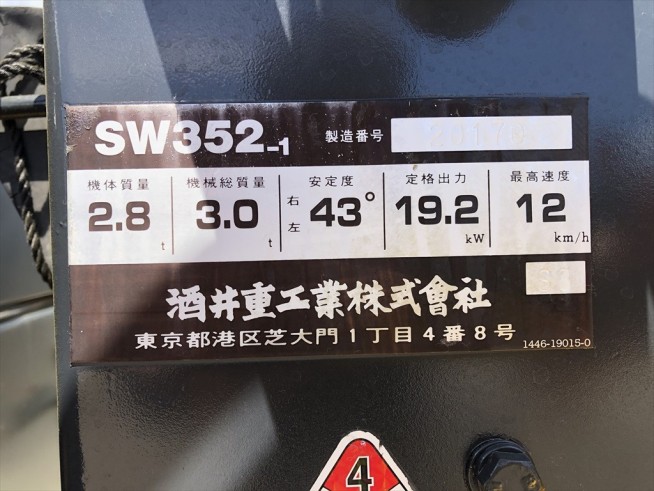 SW352-1 製造番号
機体質量 機械総質量 安定度 定格出力 最高速度
2.8 t 3.0 t 右 左 43° 19.2 kW 12 km/h
酒井重工業株式會社
東京都港区芝大門1丁目4番8号 1446-19015-0
4